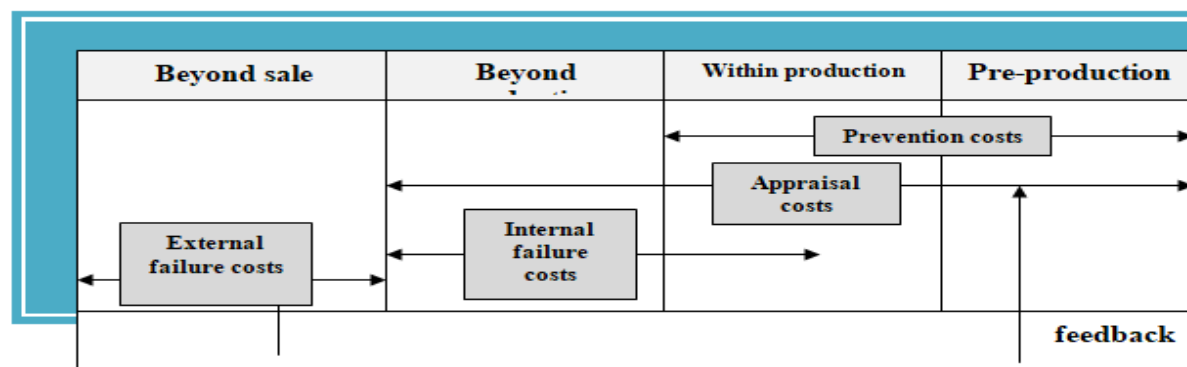 Beyond sale
Beyond
Within production
Pre-production
Prevention costs
Appraisal
costs
Internal
failure
costs
External
failure costs
feedback